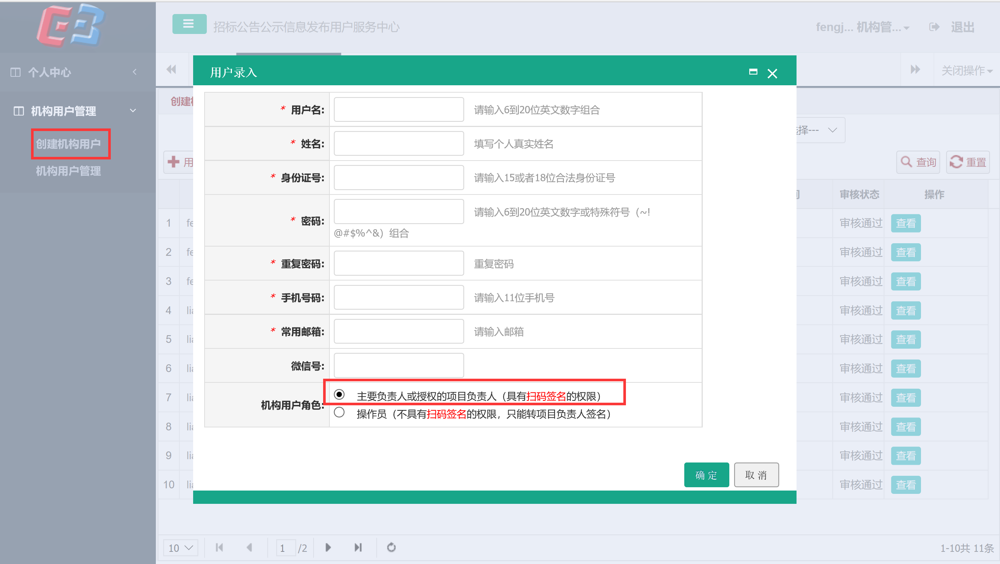 招标公告公示信息发布用户服务中心
fengj... 机构管...
退出
个人中心
关闭操作
机构用户管理
创建机构用户
机构用户管理
创建
用
查询
重置
审核状态
操作
用户录入
* 用户名: 请输入6到20位英文数字组合
* 姓名: 填写个人真实姓名
* 身份证号: 请输入15或者18位合法身份证号
* 密码: 请输入6到20位英文数字或特殊符号（~!
@#$%^&）组合
* 重复密码: 重复密码
* 手机号码: 请输入11位手机号
* 常用邮箱: 请输入邮箱
微信号:
机构用户角色:
主要负责人或授权的项目负责人（具有扫码签名的权限）
操作员（不具有扫码签名的权限，只能转项目负责人签名）
确 定
取 消
择---
1 fe 审核通过 查看
2 fe 审核通过 查看
3 fe 审核通过 查看
4 lia 审核通过 查看
5 lia 审核通过 查看
6 lia 审核通过 查看
7 lia 审核通过 查看
8 lia 审核通过 查看
9 lia 审核通过 查看
10 lia 审核通过 查看
10
1 /2
1-10共 11条